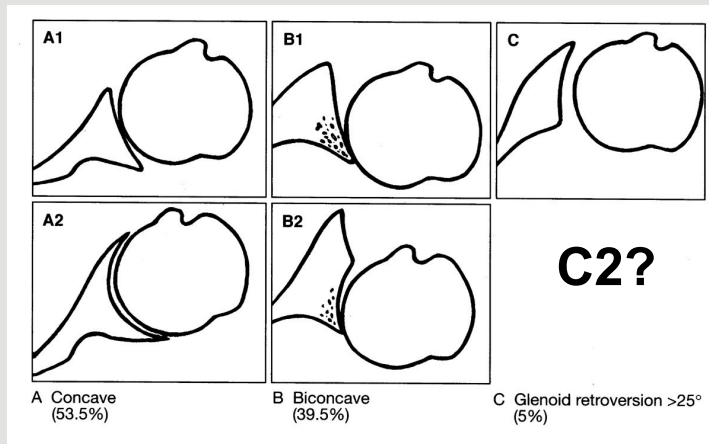 A1
B1
C
A2
B2
C2?
A Concave
(53.5%)
B Biconcave
(39.5%)
C Glenoid retroversion >25°
(5%)